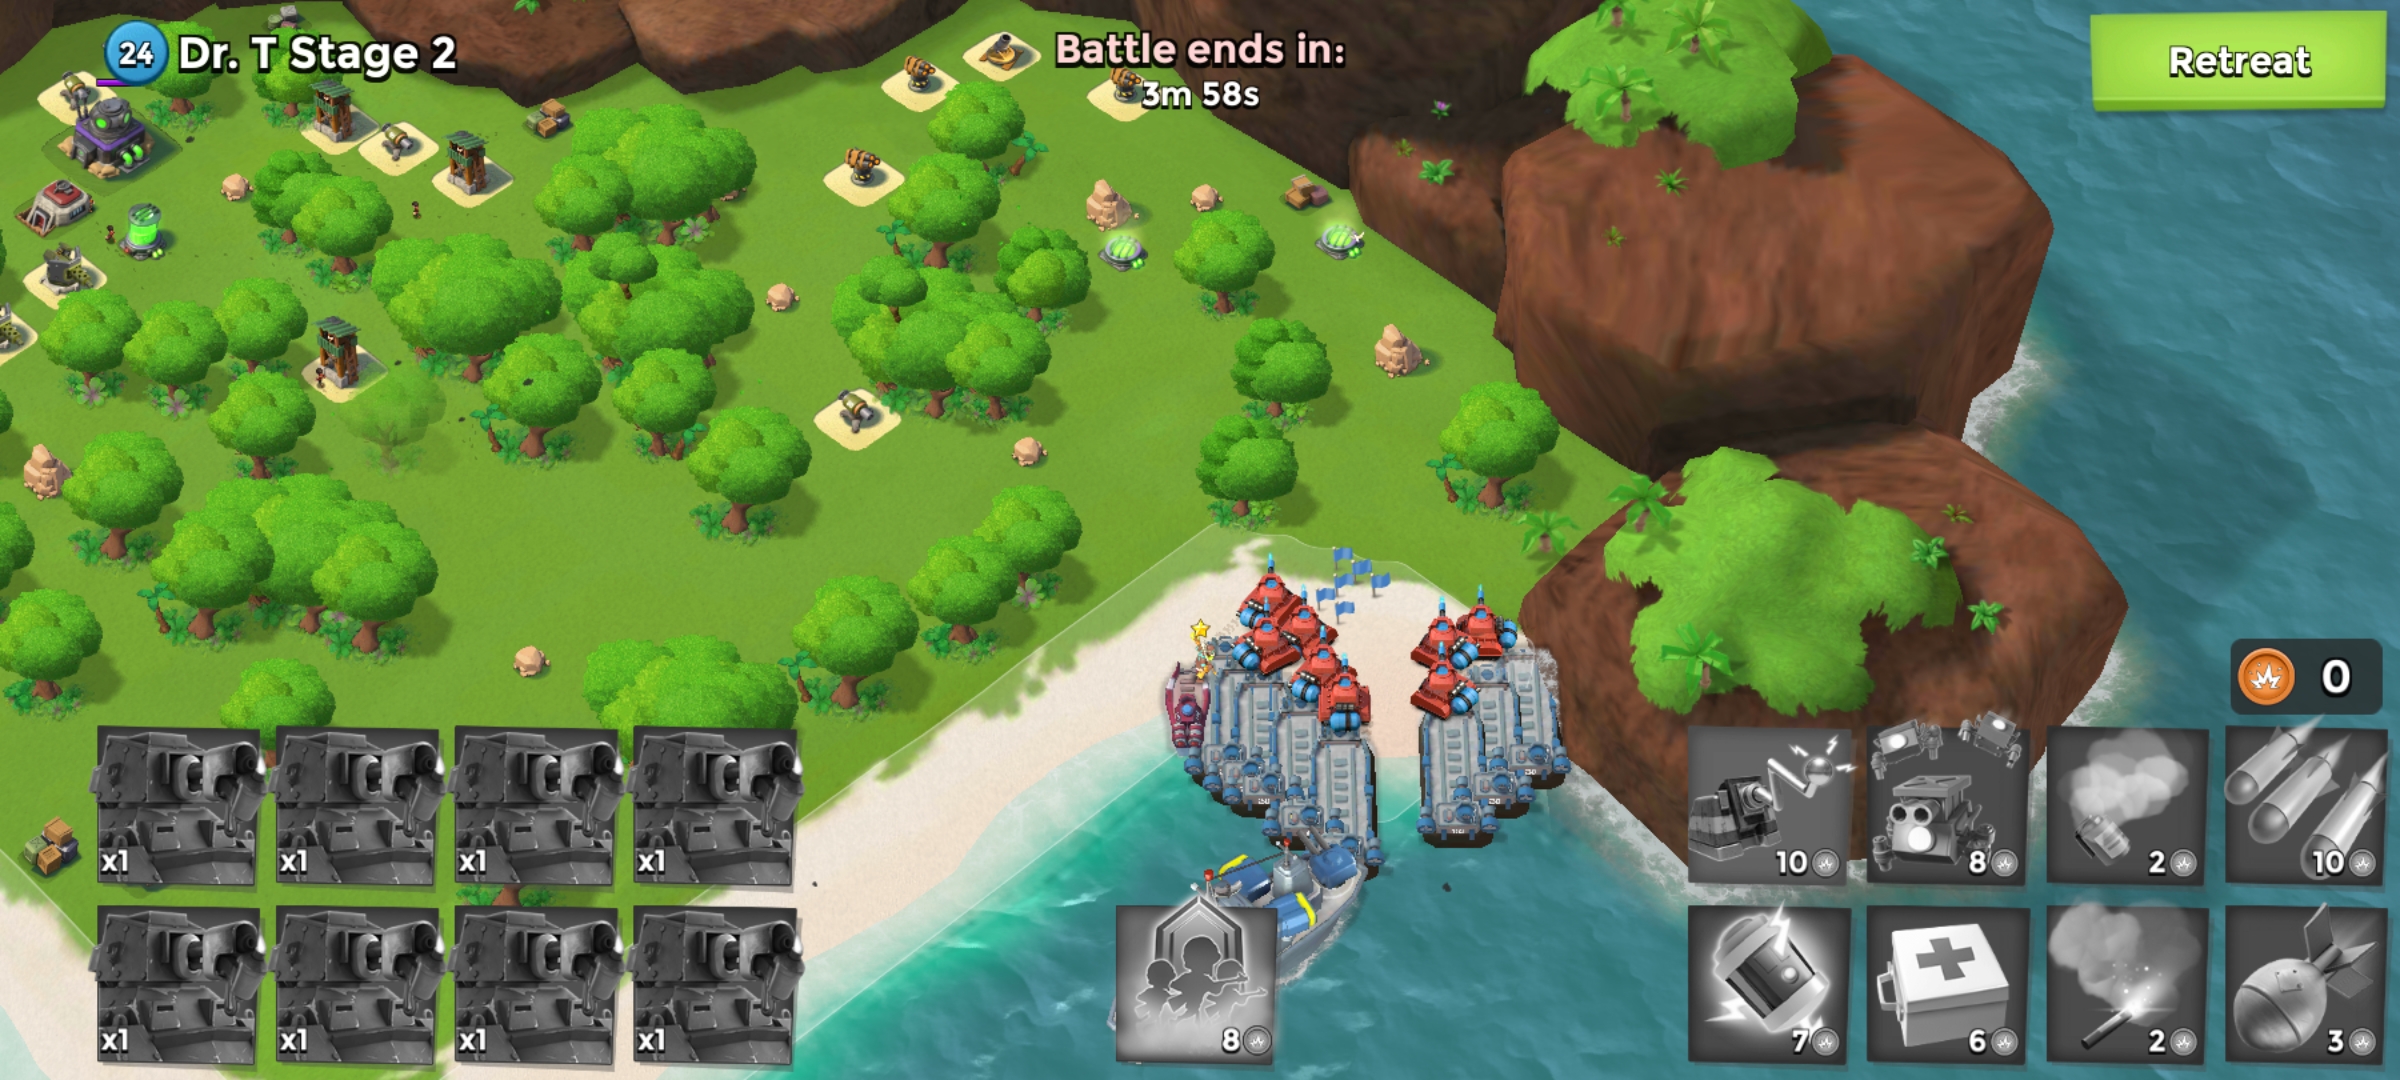 24 Dr. T Stage 2
Battle ends in:
3m 58s
Retreat
0
x1 x1 x1 x1
10 8 2 10
x1 x1 x1 x1
8
7 6 2 3